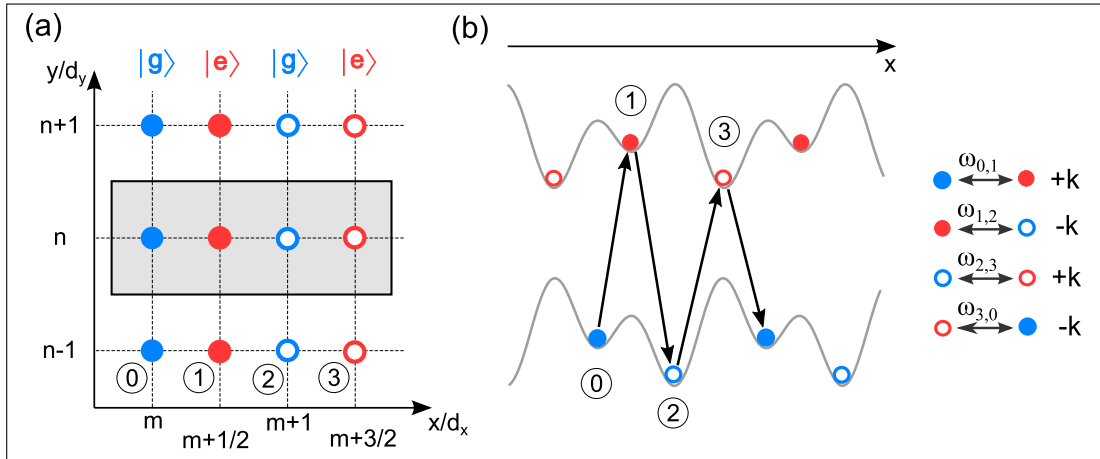 (a)
|g⟩ |e⟩ |g⟩ |e⟩
y/d_y
n+1
n
n-1
0 1 2 3
m m+1/2 m+1 m+3/2 x/d_x
(b)
x
1
3
0
2
ω_{0,1} +k
ω_{1,2} -k
ω_{2,3} +k
ω_{3,0} -k